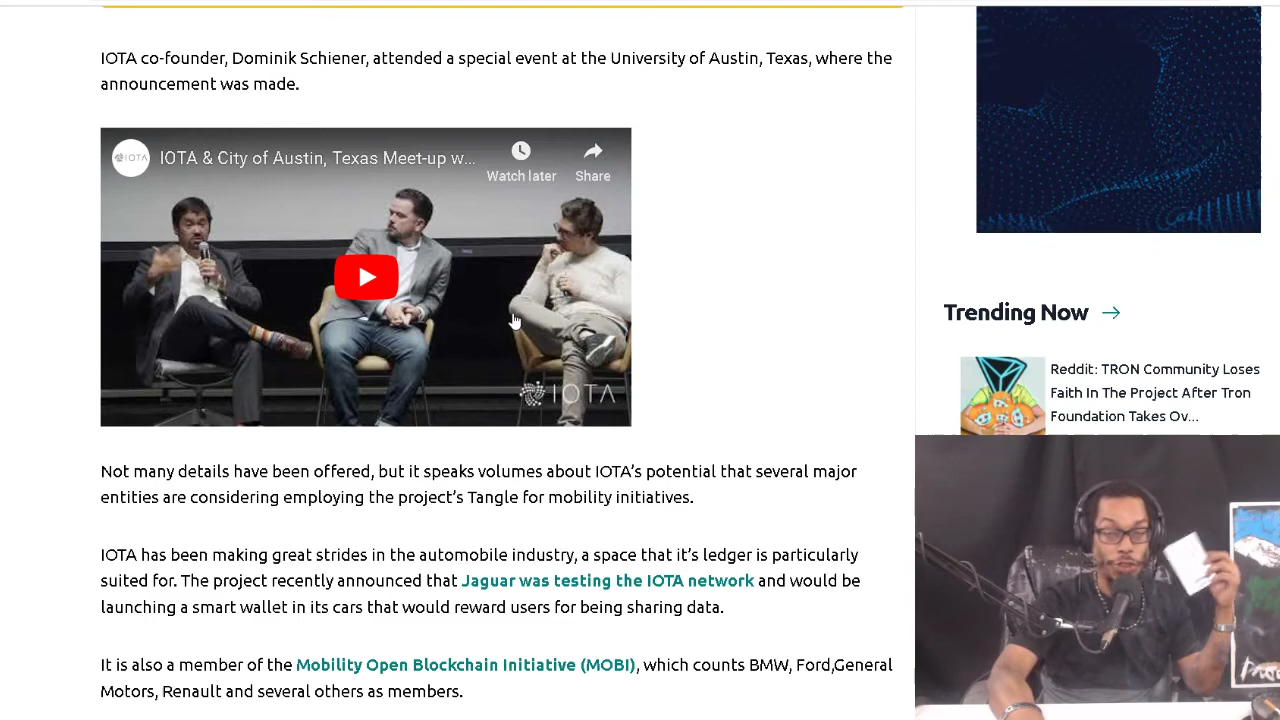 IOTA co-founder, Dominik Schiener, attended a special event at the University of Austin, Texas, where the
announcement was made.
IOTA
IOTA & City of Austin, Texas Meet-up w...
Watch later
Share
IOTA
Not many details have been offered, but it speaks volumes about IOTA's potential that several major
entities are considering employing the project's Tangle for mobility initiatives.
IOTA has been making great strides in the automobile industry, a space that it's ledger is particularly
suited for. The project recently announced that Jaguar was testing the IOTA network and would be
launching a smart wallet in its cars that would reward users for being sharing data.
It is also a member of the Mobility Open Blockchain Initiative (MOBI), which counts BMW, Ford,General
Motors, Renault and several others as members.
Trending Now →
Reddit: TRON Community Loses
Faith In The Project After Tron
Foundation Takes Ov...